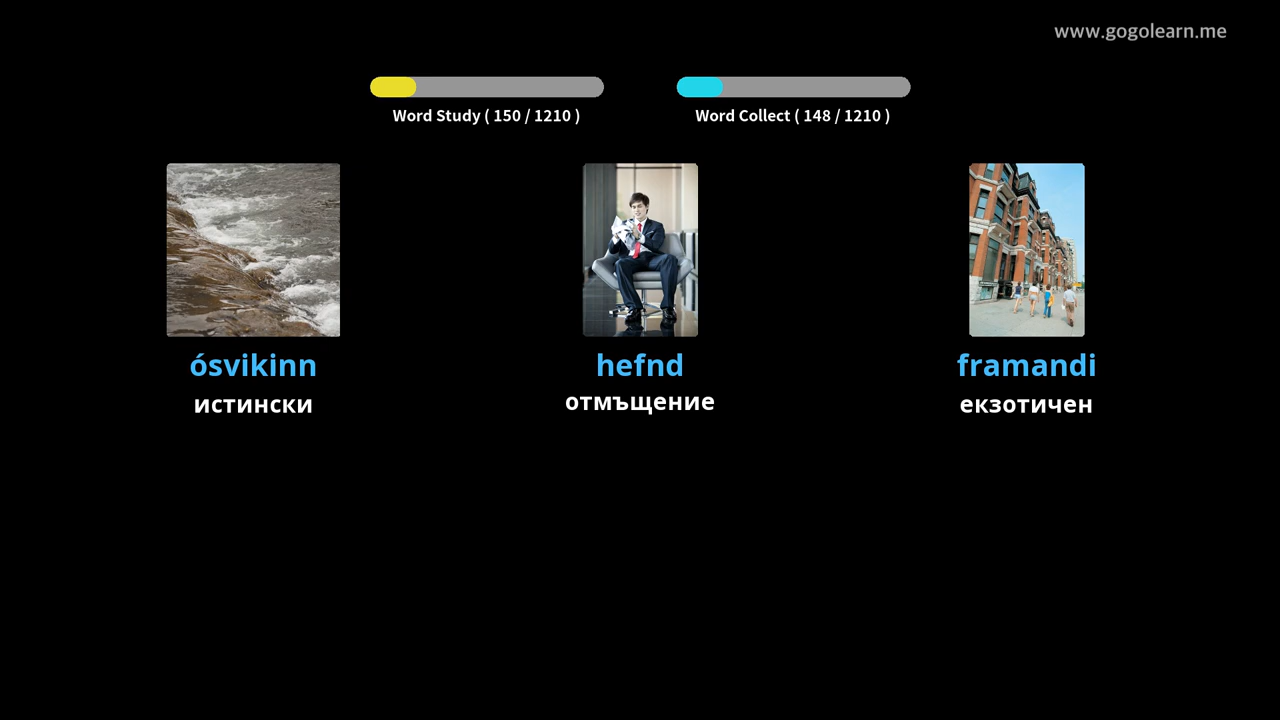 www.gogolearn.me
Word Study ( 150 / 1210 )
Word Collect ( 148 / 1210 )
ósvikinn
истински
hefnd
отмъщение
framandi
екзотичен